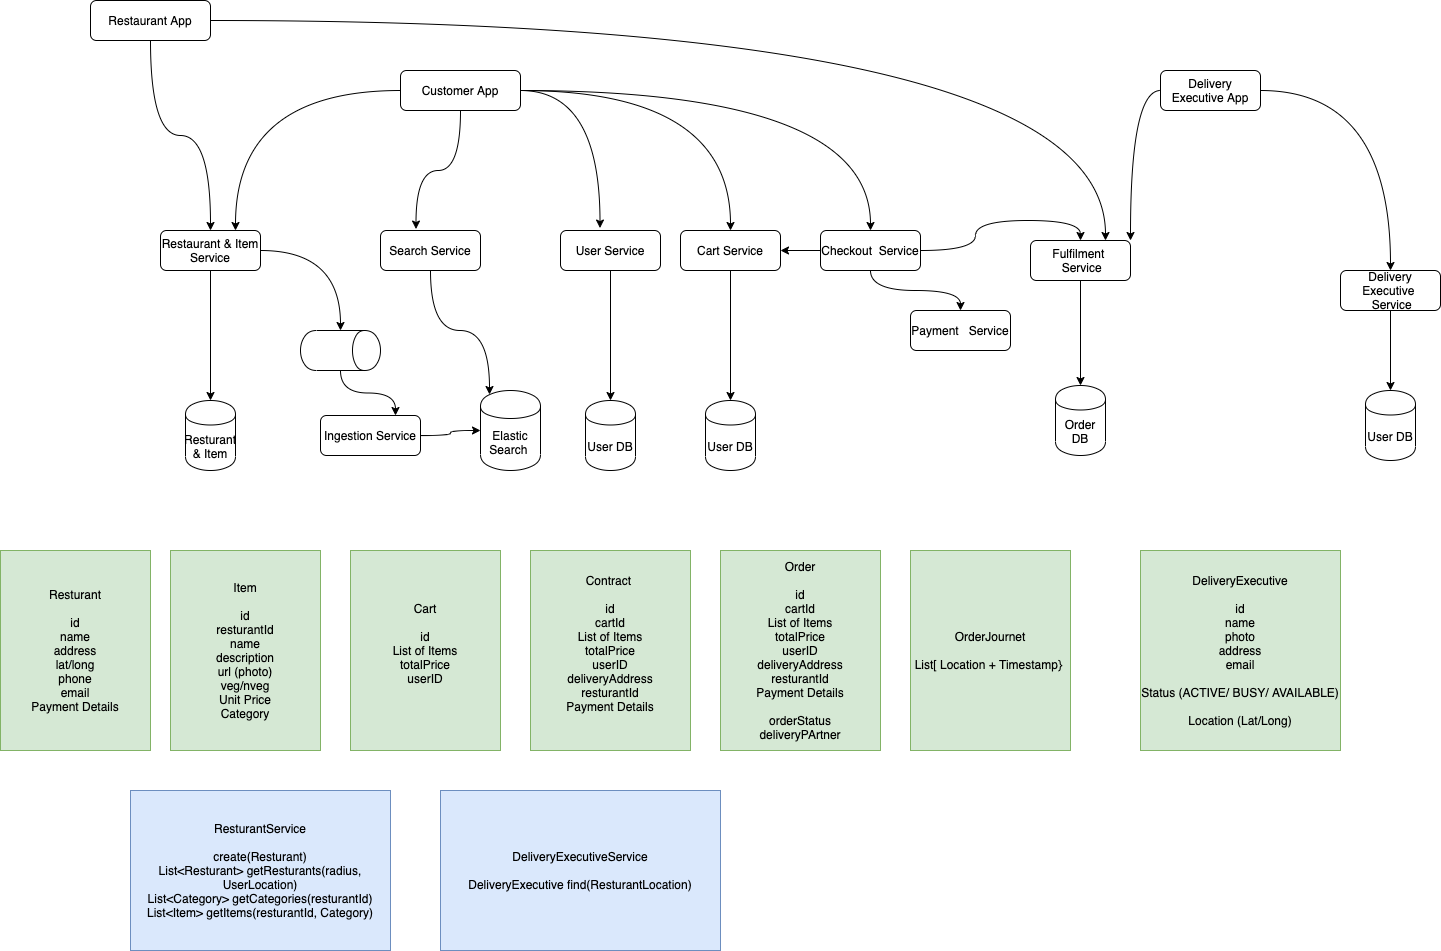 Restaurant App
Customer App
Delivery
Executive App
Restaurant & Item
Service
Search Service
User Service
Cart Service
Checkout Service
Fulfilment
Service
Delivery
Executive
Service
Payment Service
Resturant
& Item
Ingestion Service
Elastic
Search
User DB
User DB
Order
DB
User DB
Resturant
id
name
address
lat/long
phone
email
Payment Details
Item
id
resturantId
name
description
url (photo)
veg/nveg
Unit Price
Category
Cart
id
List of Items
totalPrice
userID
Contract
id
cartId
List of Items
totalPrice
userID
deliveryAddress
resturantId
Payment Details
Order
id
cartId
List of Items
totalPrice
userID
deliveryAddress
resturantId
Payment Details
orderStatus
deliveryPArtner
OrderJournet
List[ Location + Timestamp}
DeliveryExecutive
id
name
photo
address
email
Status (ACTIVE/ BUSY/ AVAILABLE)
Location (Lat/Long)
ResturantService
create(Resturant)
List<Resturant> getResturants(radius,
UserLocation)
List<Category> getCategories(resturantId)
List<Item> getItems(resturantId, Category)
DeliveryExecutiveService
DeliveryExecutive find(ResturantLocation)